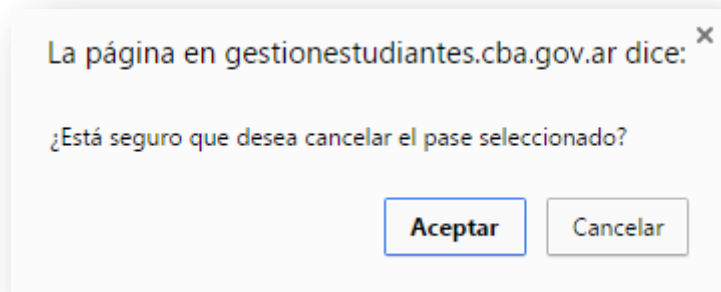 La página en gestionestudiantes.cba.gov.ar dice:
¿Está seguro que desea cancelar el pase seleccionado?
Aceptar Cancelar